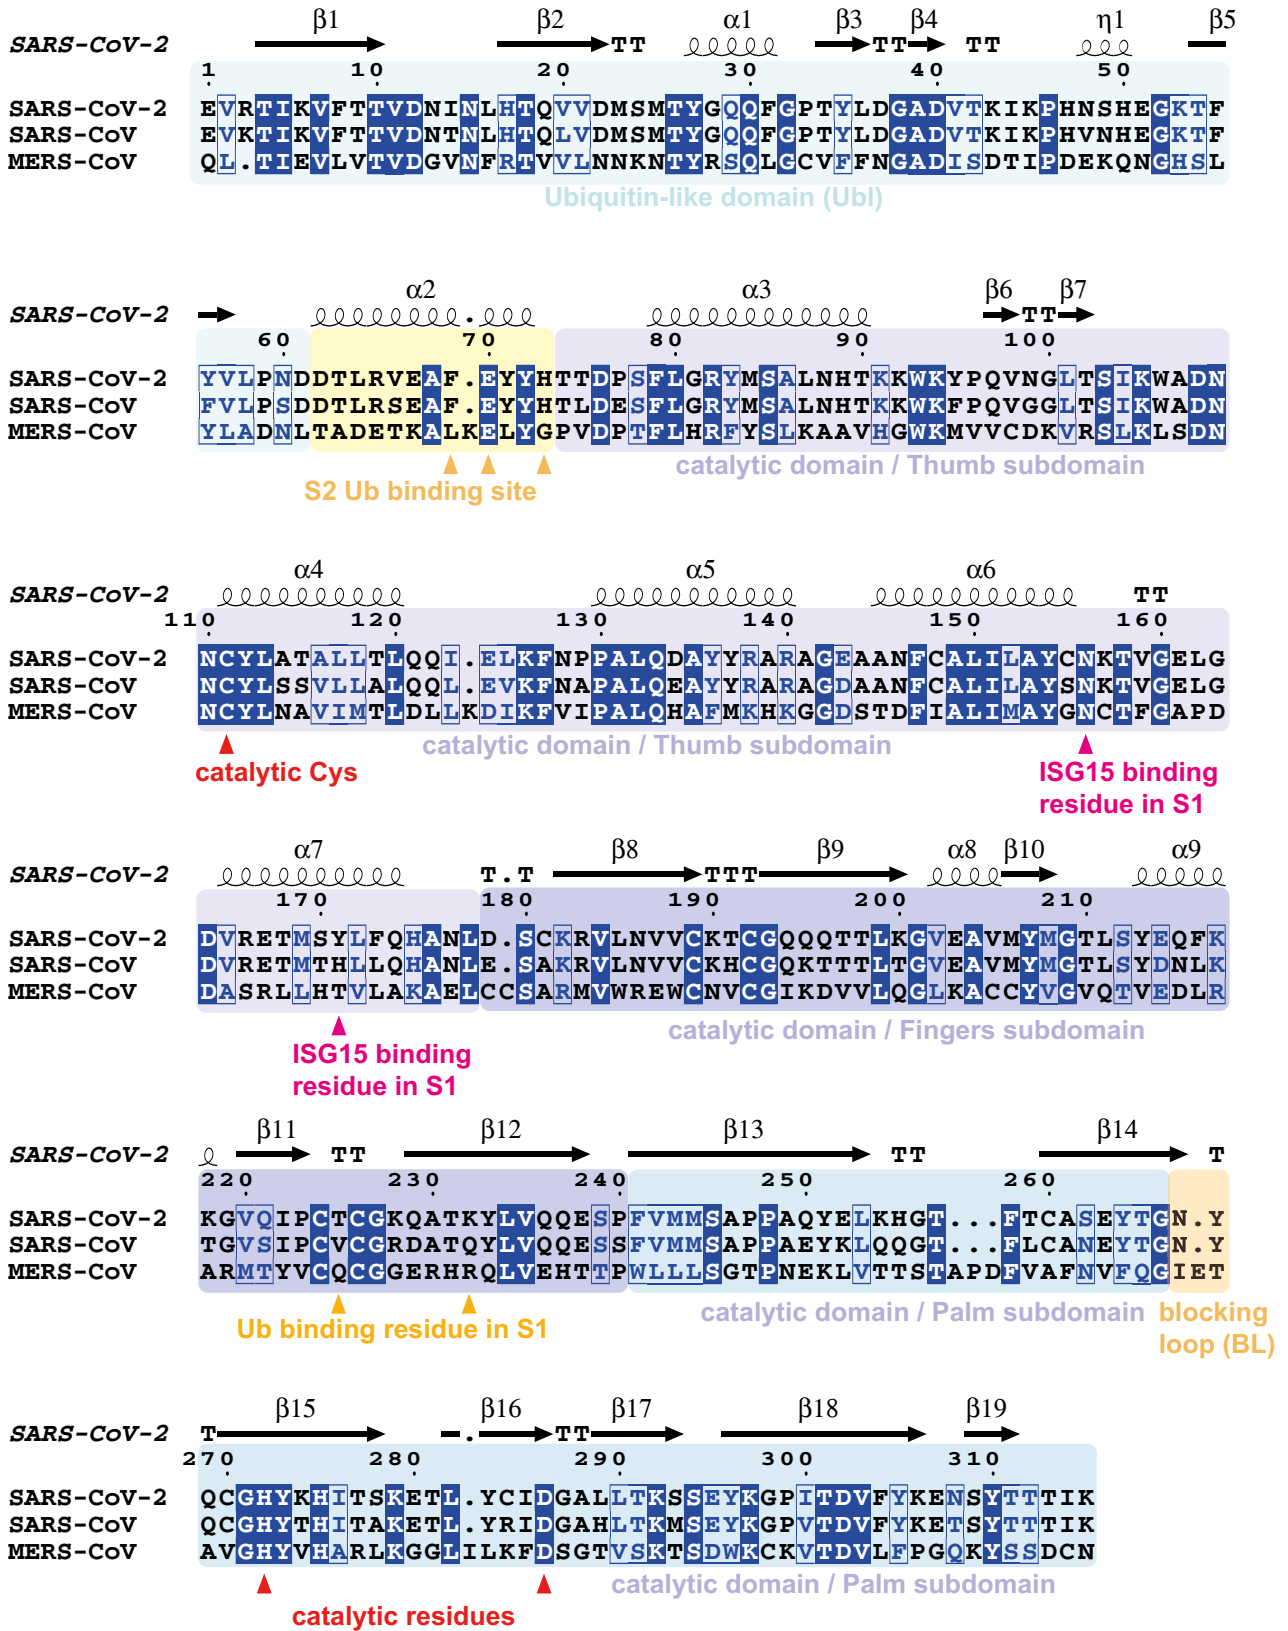 β1 β2 α1 β3 β4 η1 β5
SARS-CoV-2 TT TT TT
1 10 20 30 40 50
SARS-CoV-2 EVRTIKVFTTVDNINLHTQVVDMSMTYGQQFGPTYLDGADVTKIKPHNSHEGKTF
SARS-CoV EVKTIKVFTTVDNTNLHTQLVDMSMTYGQQFGPTYLDGADVTKIKPHVNHEGKTF
MERS-CoV QL.TIEVLVTVDGVNFRTVVLNNKNTYRSQLGCVFFNGADISDTIPDEKQNGHSL
Ubiquitin-like domain (Ubl)
α2 α3 β6 β7
SARS-CoV-2 . TT
60 70 80 90 100
SARS-CoV-2 YVLPNDDTLRVEAF.EYYHTTDPSFLGRYMSALNHTKKWKYPQVNGLTSIKWADN
SARS-CoV FVLPSDDTLRSEAF.EYYHTLDESFLGRYMSALNHTKKWKFPQVGGLTSIKWADN
MERS-CoV YLADNLTADETKALKELYGPVDPTFLHRFYSLKAAVHGWKMVVCDKVRSLKLSDN
catalytic domain / Thumb subdomain
S2 Ub binding site
α4 α5 α6
SARS-CoV-2 TT
110 120 130 140 150 160
SARS-CoV-2 NCYLATALLTLQQI.ELKFNPPALQDAYYRARAGEAANFCALILAYCNKTVGELG
SARS-CoV NCYLSSVLLALQQL.EVKFNAPALQEAYYRARAGDAANFCALILAYSNKTVGELG
MERS-CoV NCYLNAVIMTLDLLKDIKFVIPALQHAFMKHKGGDSTDFIALIMAYGNCTFGAPD
catalytic domain / Thumb subdomain
catalytic Cys
ISG15 binding
residue in S1
α7 β8 β9 α8 β10 α9
SARS-CoV-2 T.T TTT
170 180 190 200 210
SARS-CoV-2 DVRETMSYLFQHANLD.SCKRVLNVVCKTCGQQQTTLKGVEAVMYMGTLSYEQFK
SARS-CoV DVRETMTHLLQHANLE.SAKRVLNVVCKHCGQKTTTLTGVEAVMYMGTLSYDNLK
MERS-CoV DASRLLHTVLAKAELCCSARMVWREWCNVCGIKDVVLQGLKACCYVGVQTVEDLR
catalytic domain / Fingers subdomain
ISG15 binding
residue in S1
β11 β12 β13 β14
SARS-CoV-2 TT TT T
220 230 240 250 260
SARS-CoV-2 KGVQIPCTCGKQATKYLVQQESPFVMMSAPPAQYELKHGT...FTCASEYTGN.Y
SARS-CoV TGVSIPCVCGRDATQYLVQQESSFVMMSAPPAEYKLQQGT...FLCANEYTGN.Y
MERS-CoV ARMTYVCQCGGERHRQLVEHTTPWLLLSGTPNEKLVTTSTAPDFVAFNVFQGIET
catalytic domain / Palm subdomain
blocking
loop (BL)
Ub binding residue in S1
β15 β16 β17 β18 β19
SARS-CoV-2 T . TT
270 280 290 300 310
SARS-CoV-2 QCGHYKHITSKETL.YCIDGALLTKSSEYKGPITDVFYKENSYTTTIK
SARS-CoV QCGHYTHITAKETL.YRIDGAHLTKMSEYKGPVTDVFYKETSYTTTIK
MERS-CoV AVGHYVHARLKGGLILKFDSGTVSKTSDWKCKVTDVLFPGQKYSSDCN
catalytic domain / Palm subdomain
catalytic residues